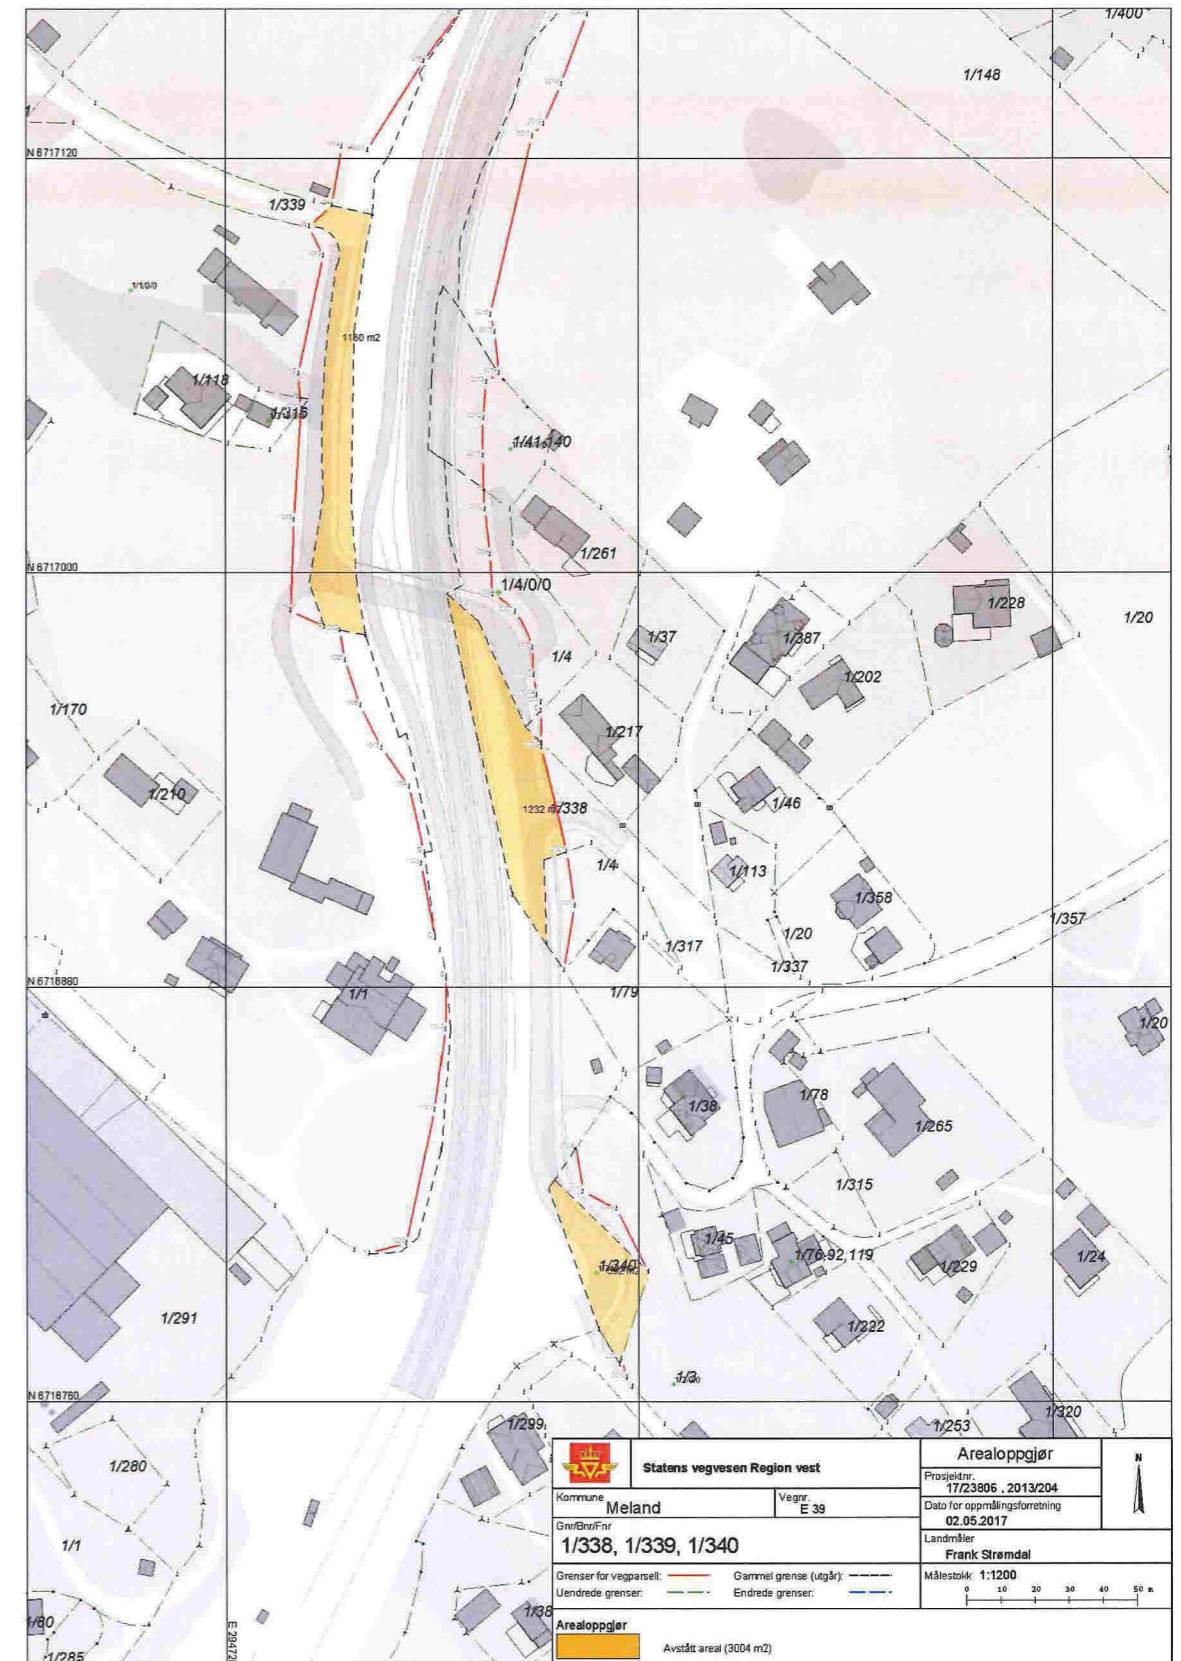 1/400
1/148
N 6717120
1/339
1/1/0/0
1180 m2
1/118
1/315
1/41,140
1/261
N 6717000
1/4/0/0
1/228
1/20
1/37
1/387
1/4
1/202
1/170
1/217
1/210
1/46
1232 m2
1/338
1/4
1/113
1/358
1/357
1/20
1/317
1/337
N 6716880
1/1
1/79
1/20
1/38
1/78
1/265
1/315
1/45
1/76,92,119
1/340
1/229
1/24
1/291
1/222
1/3
N 6716760
1/299
1/253
1/320
1/280
1/1
1/38
1/80
1/285
Statens vegvesen Region vest
Arealoppgjør
N
Prosjektnr.
17/23806 , 2013/204
Kommune
Meland
Vegnr.
E 39
Dato for oppmålingsforretning
02.05.2017
Gnr/Bnr/Fnr
1/338, 1/339, 1/340
Landmåler
Frank Strømdal
Grenser for vegparsell:
Gammel grense (utgår):
Uendrede grenser:
Endrede grenser:
Målestokk 1:1200
0 10 20 30 40 50 m
Arealoppgjør
Avstått areal (3004 m2)